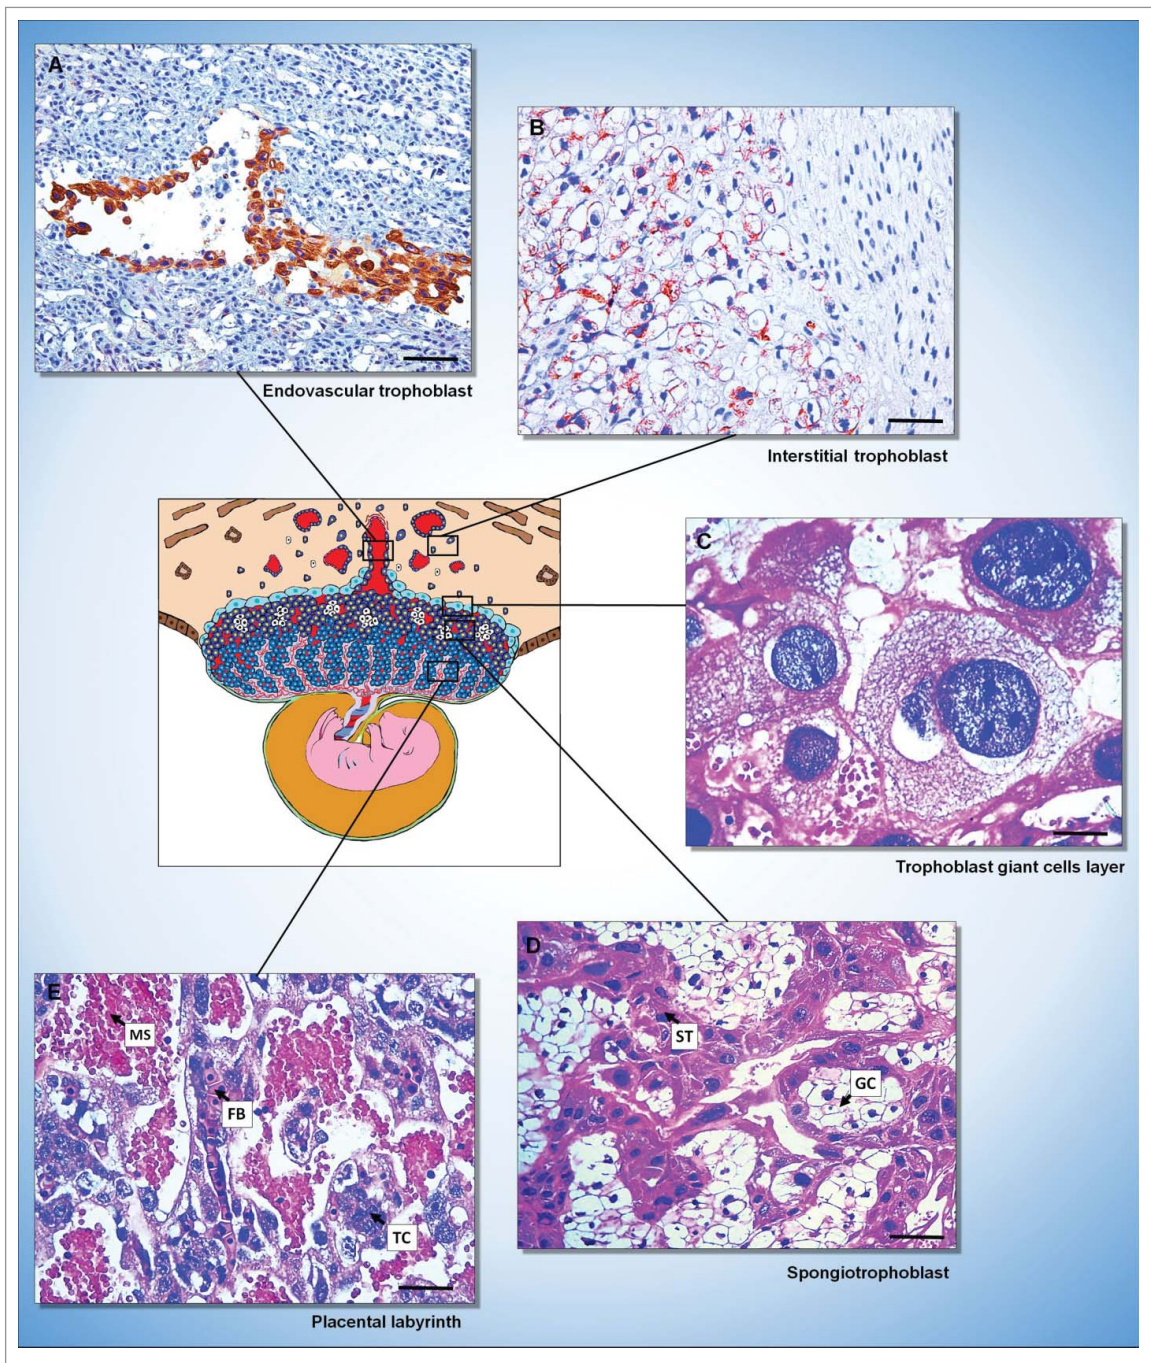 A
Endovascular trophoblast
B
Interstitial trophoblast
C
Trophoblast giant cells layer
D
ST
GC
Spongiotrophoblast
E
MS
FB
TC
Placental labyrinth